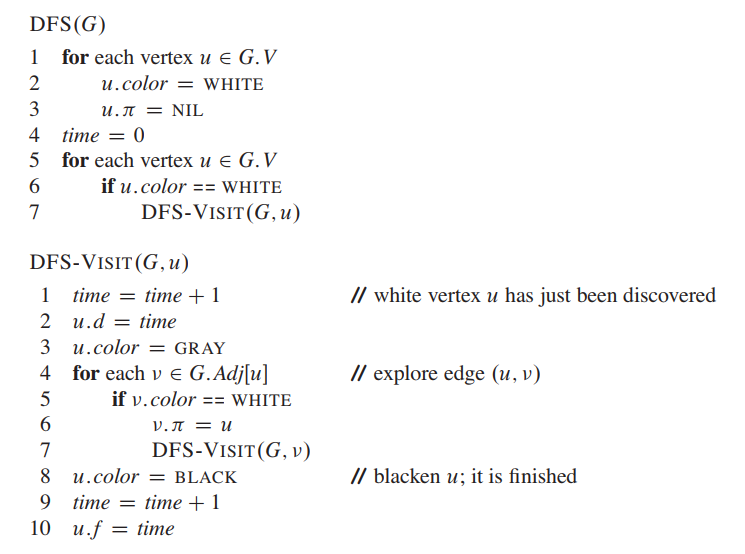 DFS(G)
1 for each vertex u ∈ G.V
2 u.color = WHITE
3 u.π = NIL
4 time = 0
5 for each vertex u ∈ G.V
6 if u.color == WHITE
7 DFS-VISIT(G, u)
DFS-VISIT(G, u)
1 time = time + 1 // white vertex u has just been discovered
2 u.d = time
3 u.color = GRAY
4 for each v ∈ G.Adj[u] // explore edge (u, v)
5 if v.color == WHITE
6 v.π = u
7 DFS-VISIT(G, v)
8 u.color = BLACK // blacken u; it is finished
9 time = time + 1
10 u.f = time